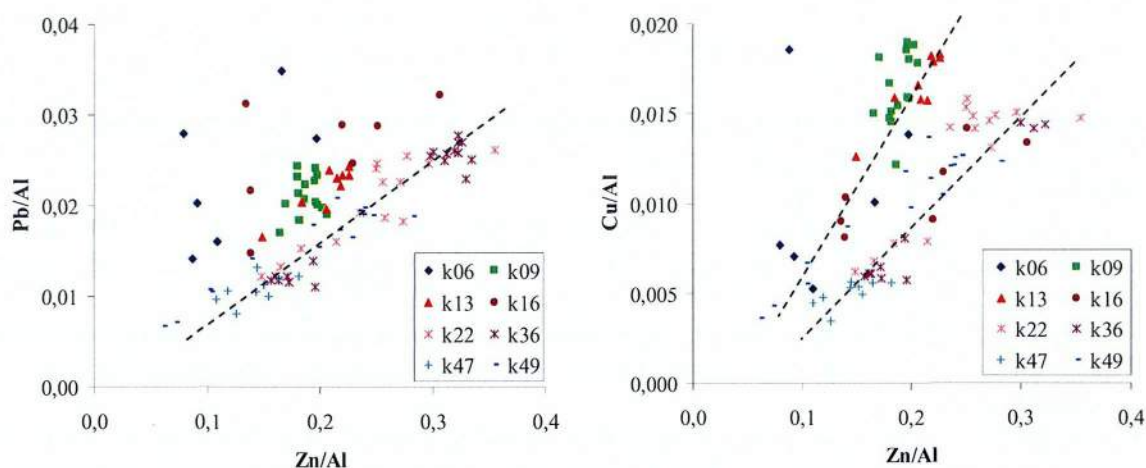 0,04
0,03
0,02
0,01
0,00
Pb/Al
0,0
0,1
0,2
0,3
0,4
Zn/Al
k06 k09
k13 k16
k22 k36
k47 k49
0,020
0,015
0,010
0,005
0,000
Cu/Al
0,0
0,1
0,2
0,3
0,4
Zn/Al
k06 k09
k13 k16
k22 k36
k47 k49